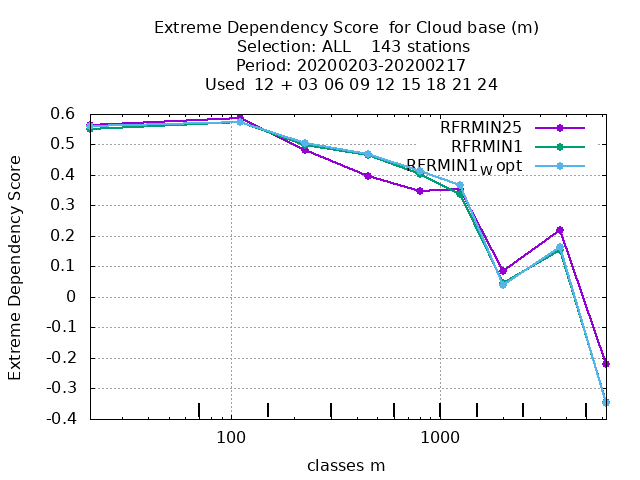 Extreme Dependency Score  for Cloud base (m)
Selection: ALL    143 stations
Period: 20200203-20200217
Used  12 + 03 06 09 12 15 18 21 24
RFRMIN25
RFRMIN1
RFRMIN1W opt
Extreme Dependency Score
0.6
0.5
0.4
0.3
0.2
0.1
0
-0.1
-0.2
-0.3
-0.4
100 1000
classes m